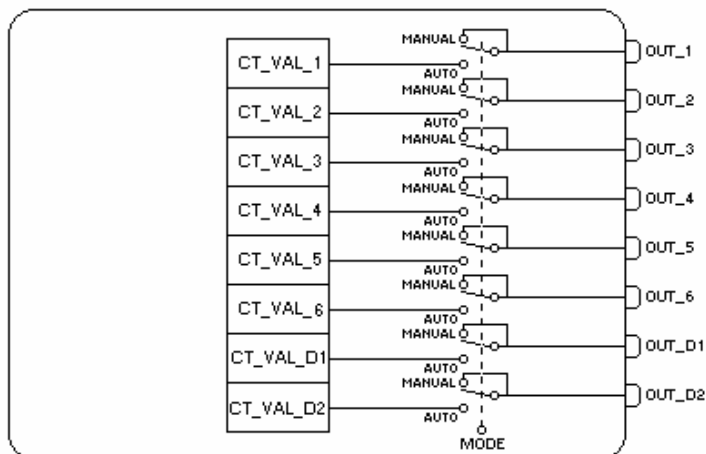 MANUAL
CT_VAL_1 AUTO OUT_1
MANUAL
CT_VAL_2 AUTO OUT_2
MANUAL
CT_VAL_3 AUTO OUT_3
MANUAL
CT_VAL_4 AUTO OUT_4
MANUAL
CT_VAL_5 AUTO OUT_5
MANUAL
CT_VAL_6 AUTO OUT_6
MANUAL
CT_VAL_D1 AUTO OUT_D1
MANUAL
CT_VAL_D2 AUTO OUT_D2
MODE